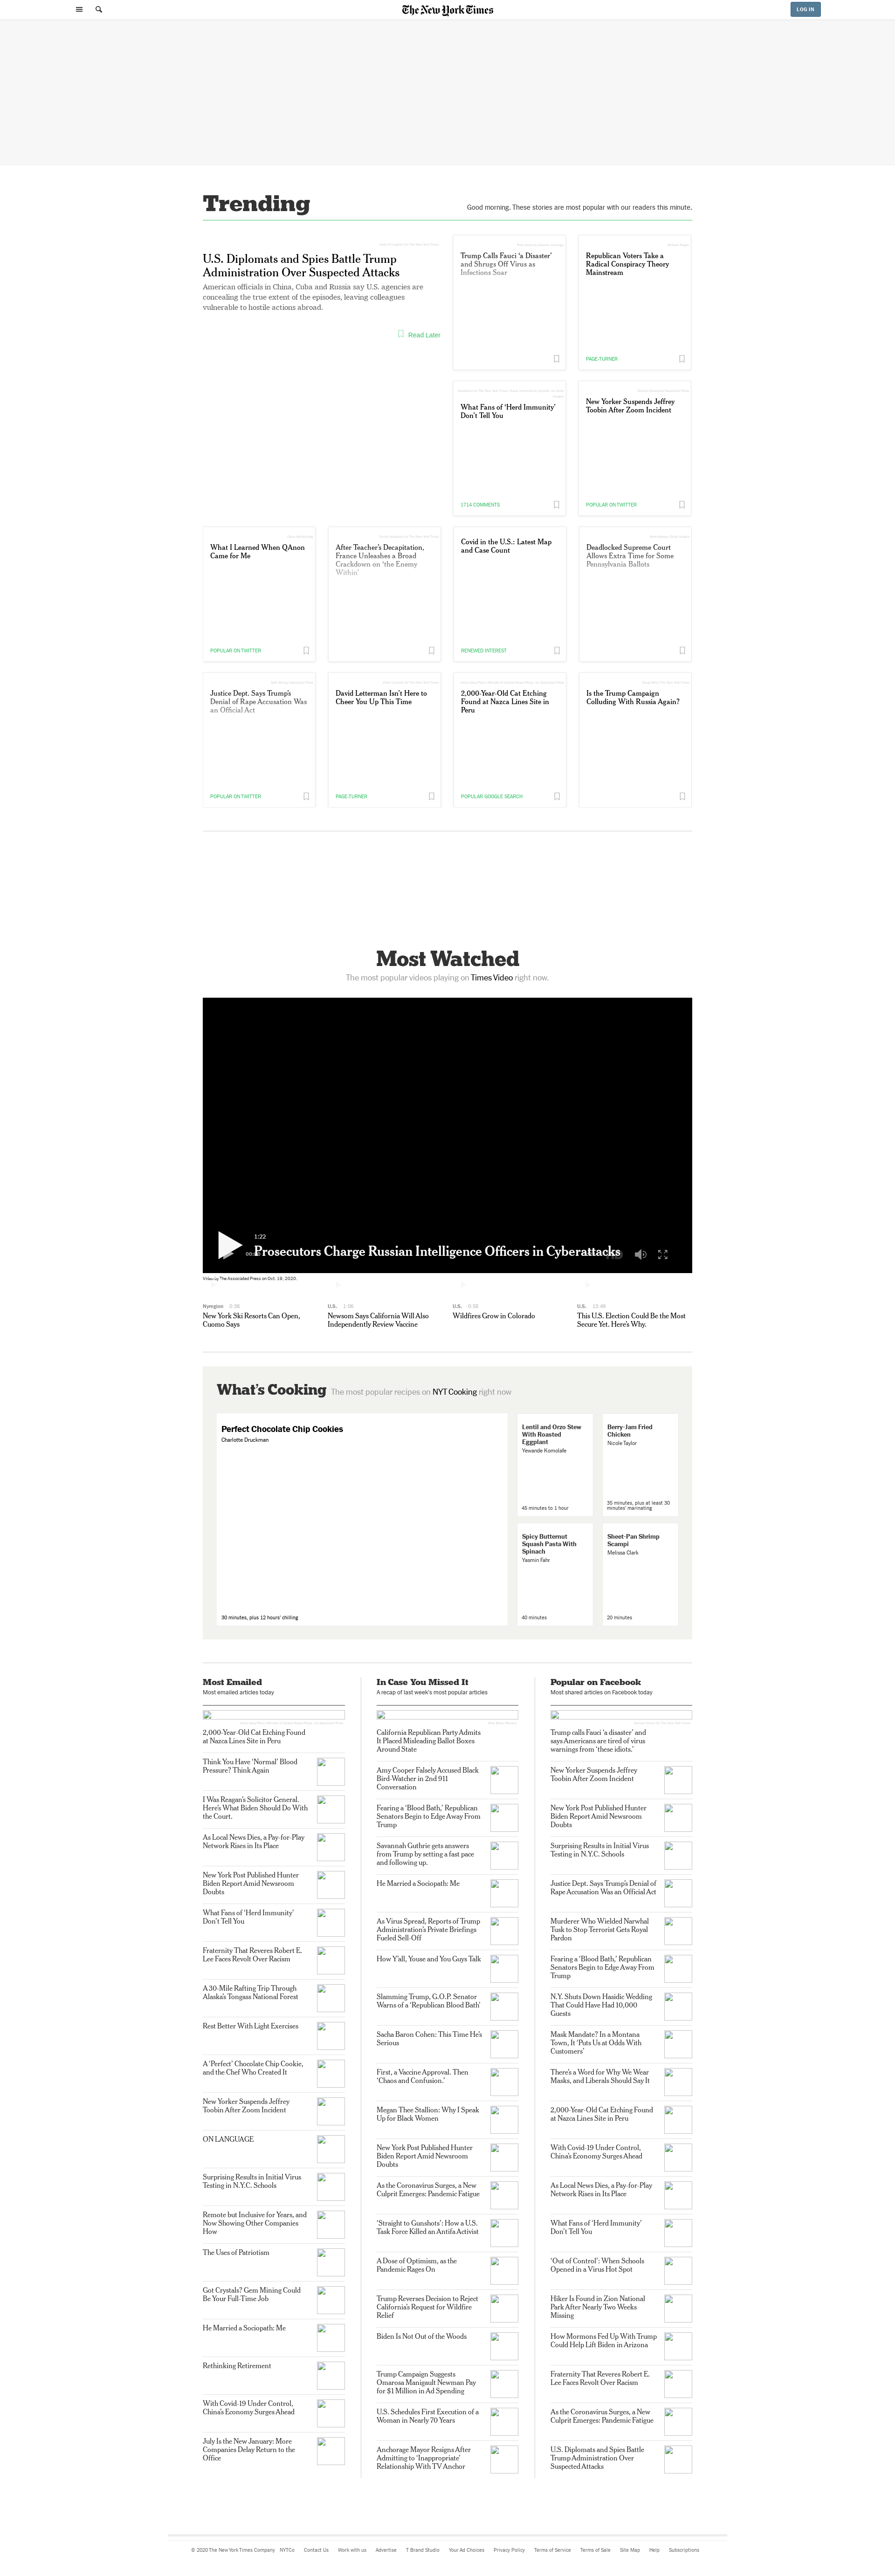 The New York Times
LOG IN
Trending
Good morning. These stories are most popular with our readers this minute.
U.S. Diplomats and Spies Battle Trump
Administration Over Suspected Attacks
American officials in China, Cuba and Russia say U.S. agencies are
concealing the true extent of the episodes, leaving colleagues
vulnerable to hostile actions abroad.
Read Later
Trump Calls Fauci ‘a Disaster’
and Shrugs Off Virus as
Infections Soar
Republican Voters Take a
Radical Conspiracy Theory
Mainstream
PAGE-TURNER
What Fans of ‘Herd Immunity’
Don’t Tell You
1714 COMMENTS
New Yorker Suspends Jeffrey
Toobin After Zoom Incident
POPULAR ON TWITTER
What I Learned When QAnon
Came for Me
POPULAR ON TWITTER
After Teacher’s Decapitation,
France Unleashes a Broad
Crackdown on ‘the Enemy
Within’
Covid in the U.S.: Latest Map
and Case Count
RENEWED INTEREST
Deadlocked Supreme Court
Allows Extra Time for Some
Pennsylvania Ballots
Justice Dept. Says Trump’s
Denial of Rape Accusation Was
an Official Act
POPULAR ON TWITTER
David Letterman Isn’t Here to
Cheer You Up This Time
PAGE-TURNER
2,000-Year-Old Cat Etching
Found at Nazca Lines Site in
Peru
POPULAR GOOGLE SEARCH
Is the Trump Campaign
Colluding With Russia Again?
Most Watched
The most popular videos playing on Times Video right now.
1:22
Prosecutors Charge Russian Intelligence Officers in Cyberattacks
Video by The Associated Press on Oct. 19, 2020.
Nyregion 0:38
New York Ski Resorts Can Open,
Cuomo Says
U.S. 1:08
Newsom Says California Will Also
Independently Review Vaccine
U.S.
Wildfires Grow in Colorado
U.S.
This U.S. Election Could Be the Most
Secure Yet. Here’s Why.
What’s Cooking The most popular recipes on NYT Cooking right now
Perfect Chocolate Chip Cookies
Charlotte Druckman
30 minutes, plus 12 hours’ chilling
Lentil and Orzo Stew
With Roasted
Eggplant
Yewande Komolafe
45 minutes to 1 hour
Berry-Jam Fried
Chicken
Nicole Taylor
35 minutes, plus at least 30
minutes’ marinating
Spicy Butternut
Squash Pasta With
Spinach
Yasmin Fahr
40 minutes
Sheet-Pan Shrimp
Scampi
Melissa Clark
20 minutes
Most Emailed
Most emailed articles today
2,000-Year-Old Cat Etching Found
at Nazca Lines Site in Peru
Think You Have ‘Normal’ Blood
Pressure? Think Again
I Was Reagan’s Solicitor General.
Here’s What Biden Should Do With
the Court.
As Local News Dies, a Pay-for-Play
Network Rises in Its Place
New York Post Published Hunter
Biden Report Amid Newsroom
Doubts
What Fans of ‘Herd Immunity’
Don’t Tell You
Fraternity That Reveres Robert E.
Lee Faces Revolt Over Racism
A 30-Mile Rafting Trip Through
Alaska’s Tongass National Forest
Rest Better With Light Exercises
A ‘Perfect’ Chocolate Chip Cookie,
and the Chef Who Created It
New Yorker Suspends Jeffrey
Toobin After Zoom Incident
ON LANGUAGE
Surprising Results in Initial Virus
Testing in N.Y.C. Schools
Remote but Inclusive for Years, and
Now Showing Other Companies
How
The Uses of Patriotism
Got Crystals? Gem Mining Could
Be Your Full-Time Job
He Married a Sociopath: Me
Rethinking Retirement
With Covid-19 Under Control,
China’s Economy Surges Ahead
July Is the New January: More
Companies Delay Return to the
Office
In Case You Missed It
A recap of last week’s most popular articles
California Republican Party Admits
It Placed Misleading Ballot Boxes
Around State
Amy Cooper Falsely Accused Black
Bird-Watcher in 2nd 911
Conversation
Fearing a ‘Blood Bath,’ Republican
Senators Begin to Edge Away From
Trump
Savannah Guthrie gets answers
from Trump by setting a fast pace
and following up.
He Married a Sociopath: Me
As Virus Spread, Reports of Trump
Administration’s Private Briefings
Fueled Sell-Off
How Y’all, Youse and You Guys Talk
Slamming Trump, G.O.P. Senator
Warns of a ‘Republican Blood Bath’
Sacha Baron Cohen: This Time He’s
Serious
First, a Vaccine Approval. Then
‘Chaos and Confusion.’
Megan Thee Stallion: Why I Speak
Up for Black Women
New York Post Published Hunter
Biden Report Amid Newsroom
Doubts
As the Coronavirus Surges, a New
Culprit Emerges: Pandemic Fatigue
‘Straight to Gunshots’: How a U.S.
Task Force Killed an Antifa Activist
A Dose of Optimism, as the
Pandemic Rages On
Trump Reverses Decision to Reject
California’s Request for Wildfire
Relief
Biden Is Not Out of the Woods
Trump Campaign Suggests
Omarosa Manigault Newman Pay
for $1 Million in Ad Spending
U.S. Schedules First Execution of a
Woman in Nearly 70 Years
Anchorage Mayor Resigns After
Admitting to ‘Inappropriate’
Relationship With TV Anchor
Popular on Facebook
Most shared articles on Facebook today
Trump calls Fauci ‘a disaster’ and
says Americans are tired of virus
warnings from ‘these idiots.’
New Yorker Suspends Jeffrey
Toobin After Zoom Incident
New York Post Published Hunter
Biden Report Amid Newsroom
Doubts
Surprising Results in Initial Virus
Testing in N.Y.C. Schools
Justice Dept. Says Trump’s Denial of
Rape Accusation Was an Official Act
Murderer Who Wielded Narwhal
Tusk to Stop Terrorist Gets Royal
Pardon
Fearing a ‘Blood Bath,’ Republican
Senators Begin to Edge Away From
Trump
N.Y. Shuts Down Hasidic Wedding
That Could Have Had 10,000
Guests
Mask Mandate? In a Montana
Town, It ‘Puts Us at Odds With
Customers’
There’s a Word for Why We Wear
Masks, and Liberals Should Say It
2,000-Year-Old Cat Etching Found
at Nazca Lines Site in Peru
With Covid-19 Under Control,
China’s Economy Surges Ahead
As Local News Dies, a Pay-for-Play
Network Rises in Its Place
What Fans of ‘Herd Immunity’
Don’t Tell You
‘Out of Control’: When Schools
Opened in a Virus Hot Spot
Hiker Is Found in Zion National
Park After Nearly Two Weeks
Missing
How Mormons Fed Up With Trump
Could Help Lift Biden in Arizona
Fraternity That Reveres Robert E.
Lee Faces Revolt Over Racism
As the Coronavirus Surges, a New
Culprit Emerges: Pandemic Fatigue
U.S. Diplomats and Spies Battle
Trump Administration Over
Suspected Attacks
© 2020 The New York Times Company NYTCo Contact Us Work with us Advertise T Brand Studio Your Ad Choices Privacy Policy Terms of Service Terms of Sale Site Map Help Subscriptions